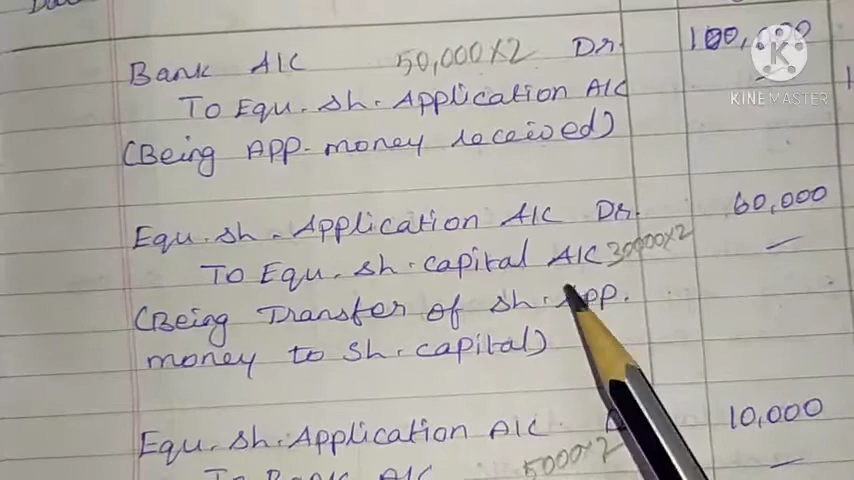 Bank A/C 50,000x2 Dr. 100,000
To Equ. Sh. Application A/C
(Being APP. money received)
Equ. sh. Application A/C Dr. 60,000
To Equ. sh. capital A/C 30000x2
(Being Transfer of sh. App.
money to sh. capital)
Equ. sh. Application A/C 10,000
To Bank A/C 5000x2
K
KINEMASTER